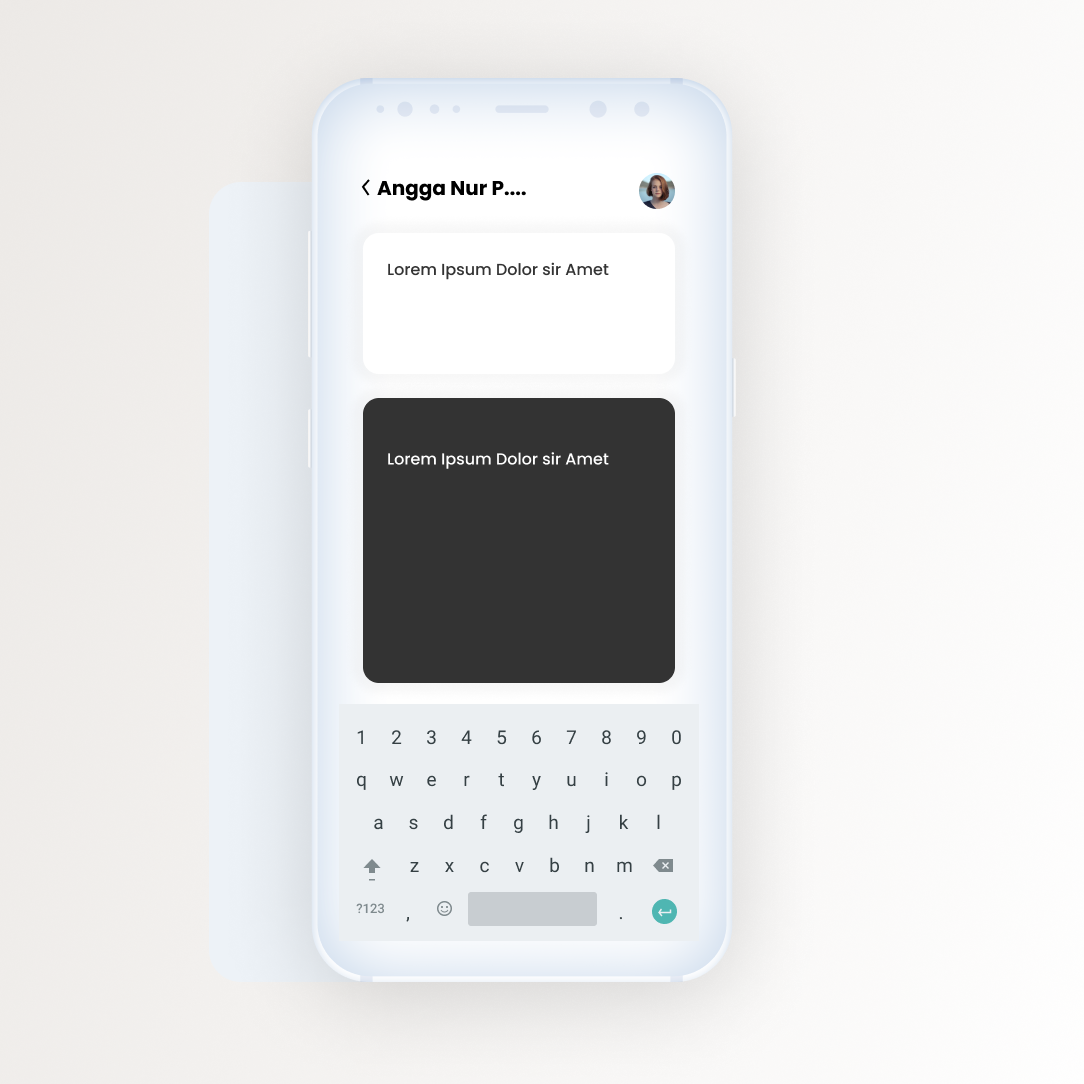 Angga Nur P....
Lorem Ipsum Dolor sir Amet
Lorem Ipsum Dolor sir Amet
1 2 3 4 5 6 7 8 9 0
q w e r t y u i o p
a s d f g h j k l
z x c v b n m
?123 , .